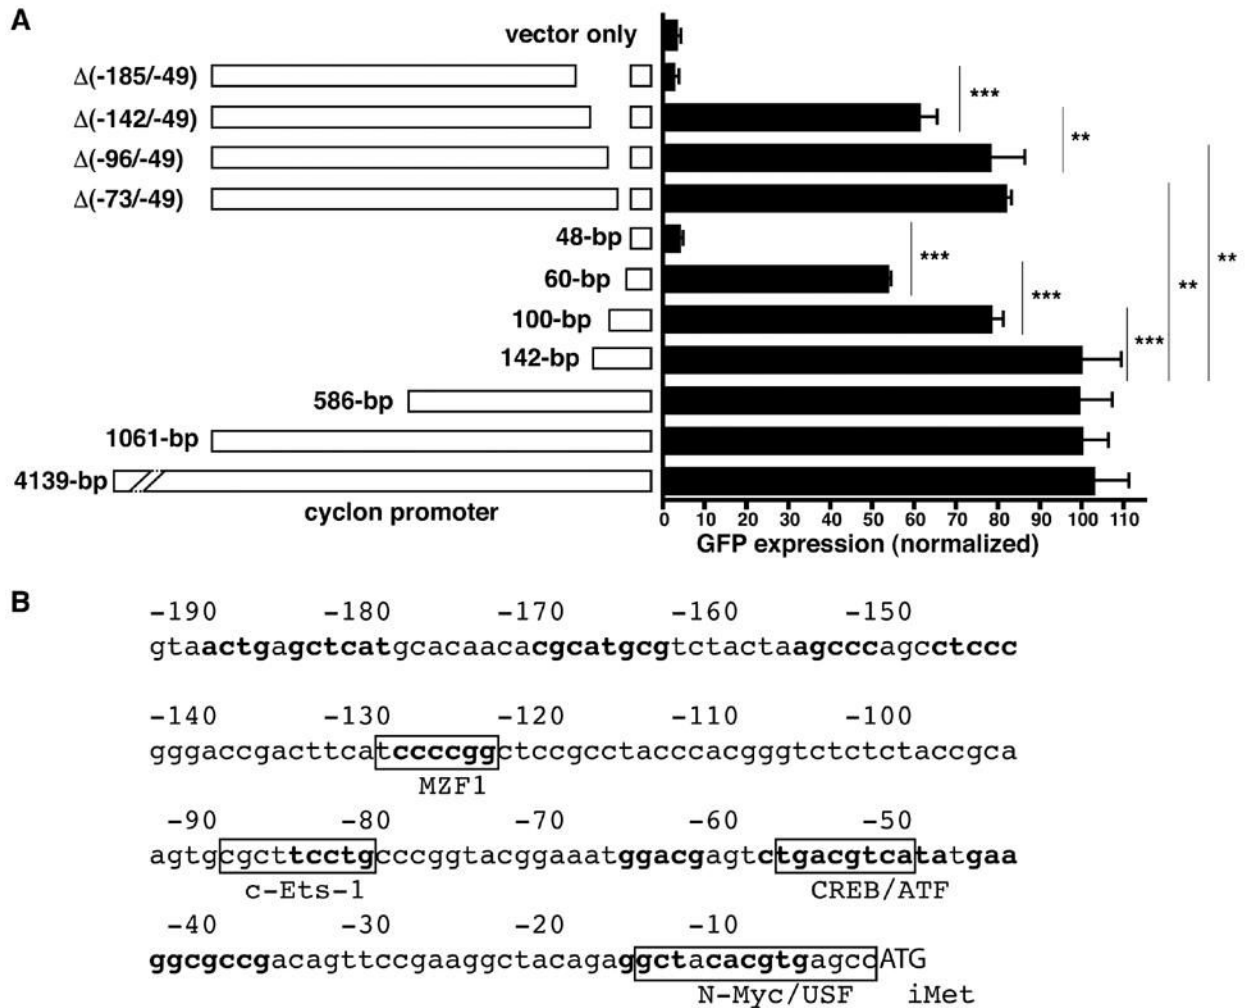 A
vector only
Δ(-185/-49)
***
Δ(-142/-49)
**
Δ(-96/-49)
Δ(-73/-49)
48-bp
***
**
60-bp
**
100-bp
***
142-bp
***
586-bp
1061-bp
4139-bp
cyclon promoter
0 10 20 30 40 50 60 70 80 90 100 110
GFP expression (normalized)
B
-190 -180 -170 -160 -150
gtaactgagctcatgcacaacacgcatgcgtctactaagcccagcctccc
-140 -130 -120 -110 -100
gggaccgacttcatccccggctccgcctacccacgggtctctctaccgca
MZF1
-90 -80 -70 -60 -50
agtgcgcttcctgcccggtacggaaatggacgagtctgacgtcatatgaa
c-Ets-1 CREB/ATF
-40 -30 -20 -10
ggcgccgacagttccgaaggctacagaggctacacgtgagccATG
N-Myc/USF iMet